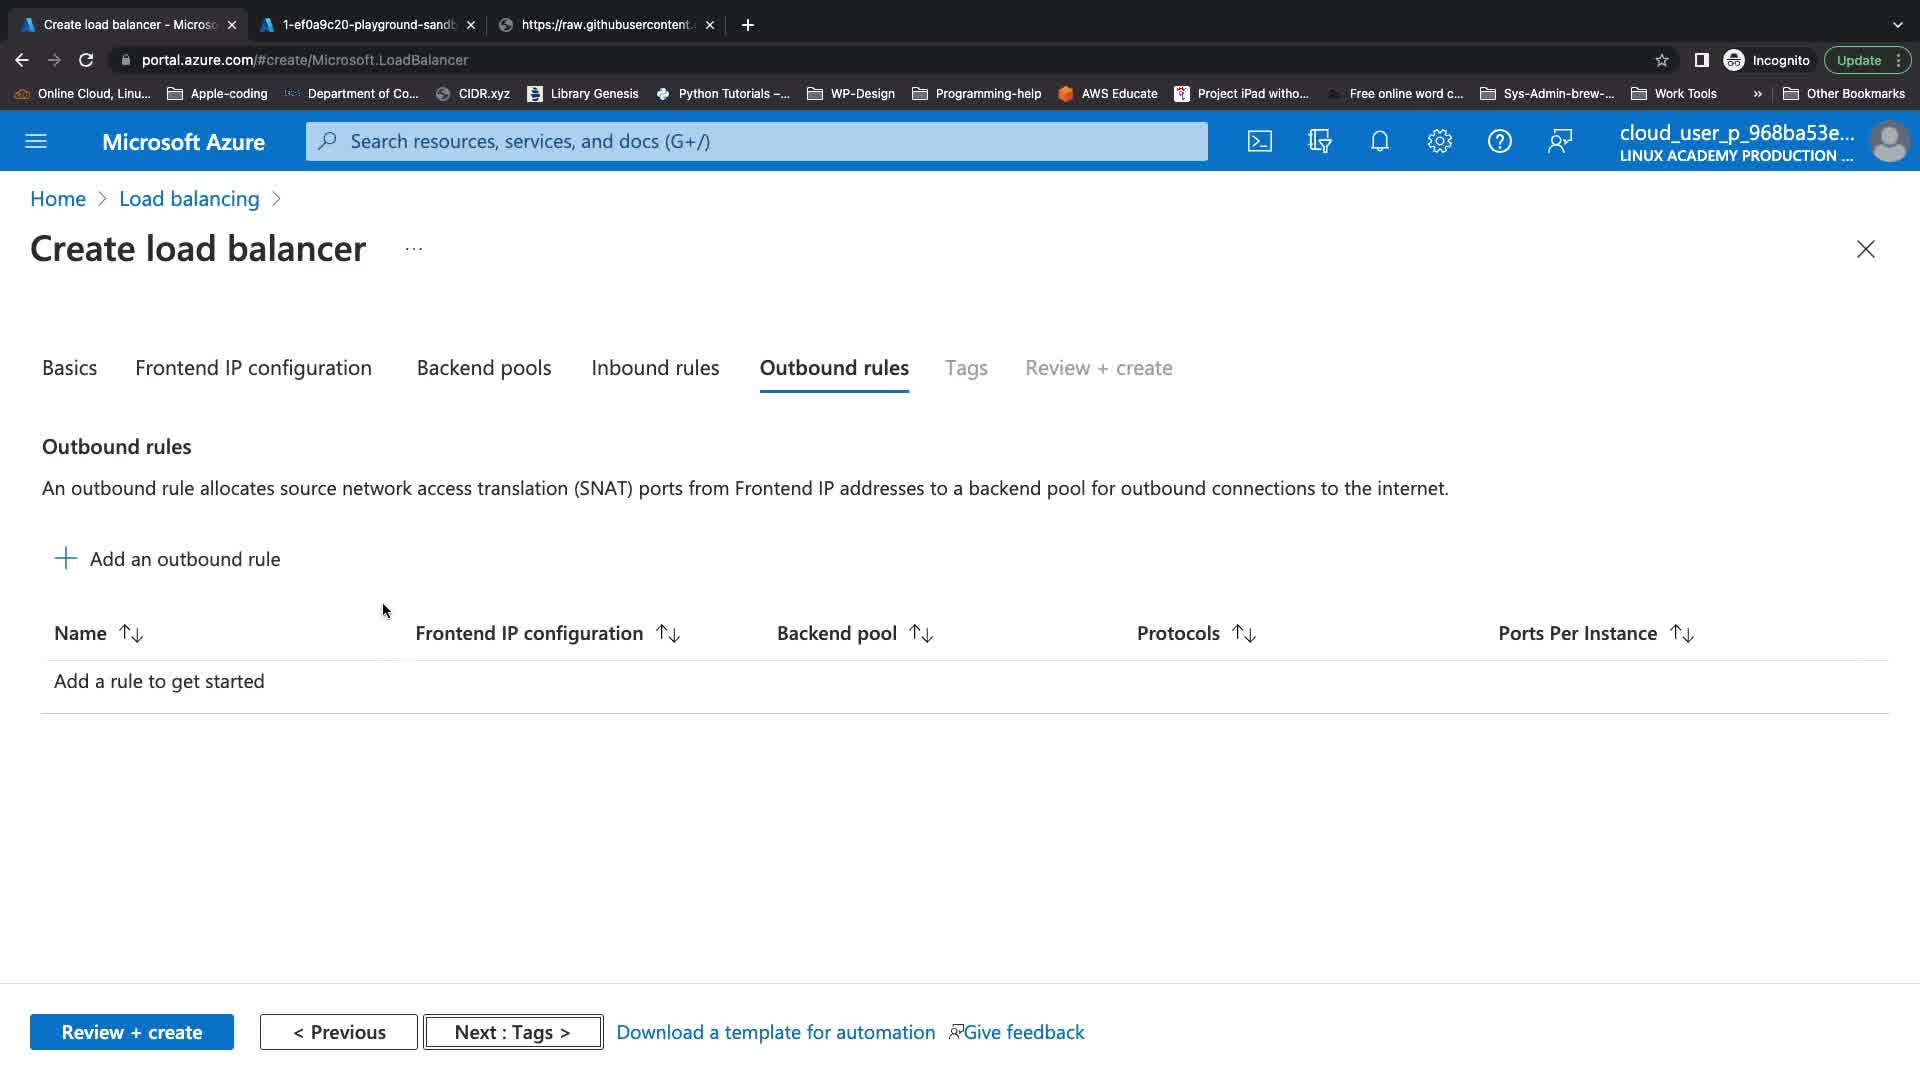 Create load balancer - Microso
1-ef0a9c20-playground-sandb
https://raw.githubusercontent.
portal.azure.com/#create/Microsoft.LoadBalancer
Incognito
Update
Online Cloud, Linu...
Apple-coding
Department of Co...
CIDR.xyz
Library Genesis
Python Tutorials –...
WP-Design
Programming-help
AWS Educate
Project iPad witho...
Free online word c...
Sys-Admin-brew-...
Work Tools
»
Other Bookmarks
Microsoft Azure
Search resources, services, and docs (G+/)
cloud_user_p_968ba53e...
LINUX ACADEMY PRODUCTION ...
Home > Load balancing >
Create load balancer ...
Basics
Frontend IP configuration
Backend pools
Inbound rules
Outbound rules
Tags
Review + create
Outbound rules
An outbound rule allocates source network access translation (SNAT) ports from Frontend IP addresses to a backend pool for outbound connections to the internet.
Add an outbound rule
Name
Frontend IP configuration
Backend pool
Protocols
Ports Per Instance
Add a rule to get started
Review + create
< Previous
Next : Tags >
Download a template for automation
Give feedback